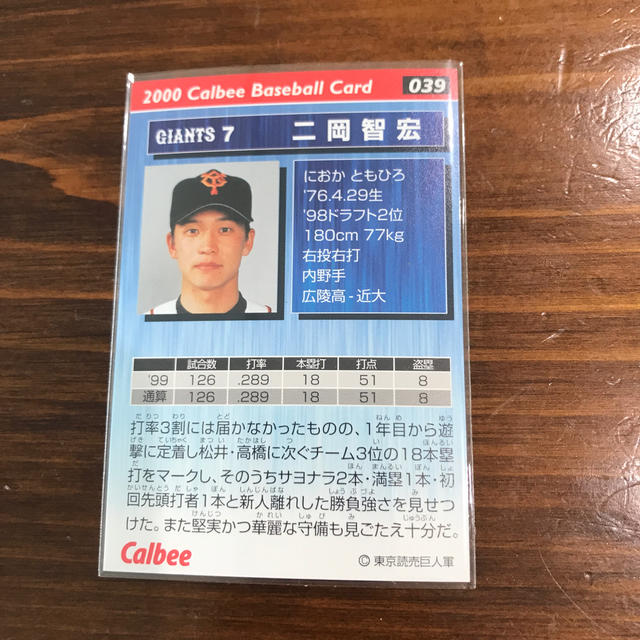 2000 Calbee Baseball Card 039
GIANTS 7 二岡智宏
におか ともひろ
'76.4.29生
'98ドラフト2位
180cm 77kg
右投右打
内野手
広陵高-近大
試合数 打率 本塁打 打点 盗塁
'99 126 .289 18 51 8
通算 126 .289 18 51 8
打率3割には届かなかったものの、1年目から遊
撃に定着し松井・高橋に次ぐチーム3位の18本塁
打をマークし、そのうちサヨナラ2本・満塁1本・初
回先頭打者1本と新人離れした勝負強さを見せつ
けた。また堅実かつ華麗な守備も見ごたえ十分だ。
Calbee
© 東京読売巨人軍